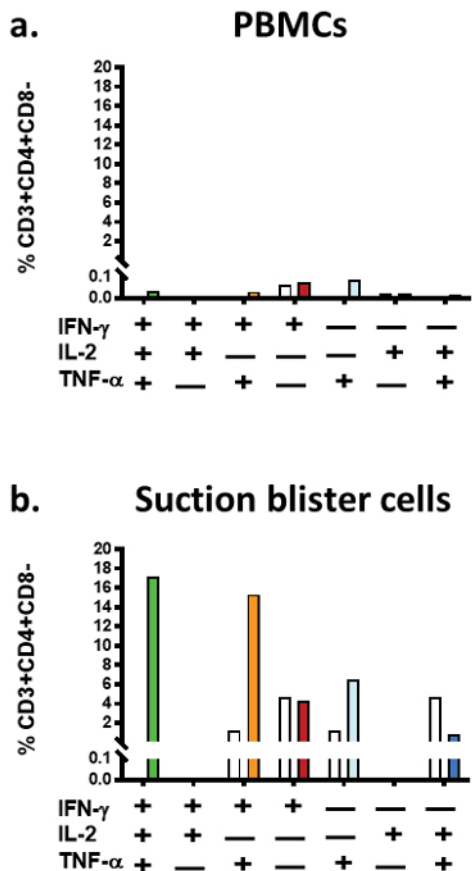 a. PBMCs
% CD3+CD4+CD8-
20
18
16
14
12
10
8
6
4
2
0.1
0.0
IFN-γ + + + + — — —
IL-2 + + — — — + +
TNF-α + — + — + — +
b. Suction blister cells
% CD3+CD4+CD8-
20
18
16
14
12
10
8
6
4
2
0.1
0.0
IFN-γ + + + + — — —
IL-2 + + — — — + +
TNF-α + — + — + — +